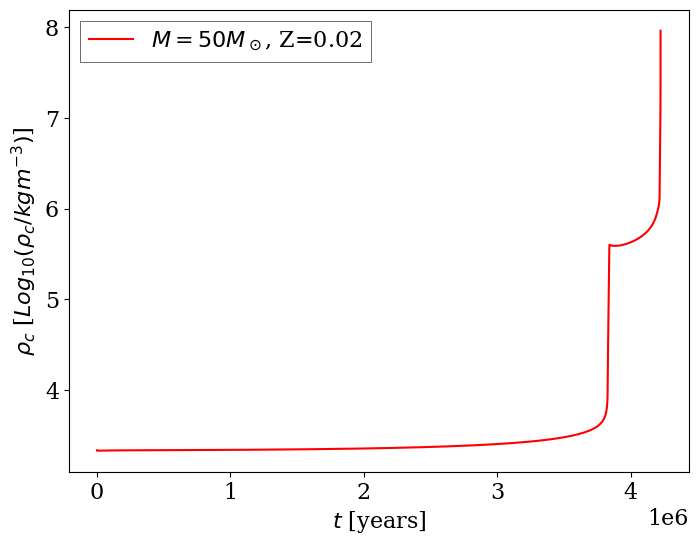 8
7
6
5
4
M = 50M⊙, Z=0.02
ρc [Log10(ρc/kgm−3)]
0 1 2 3 4
1e6
t [years]